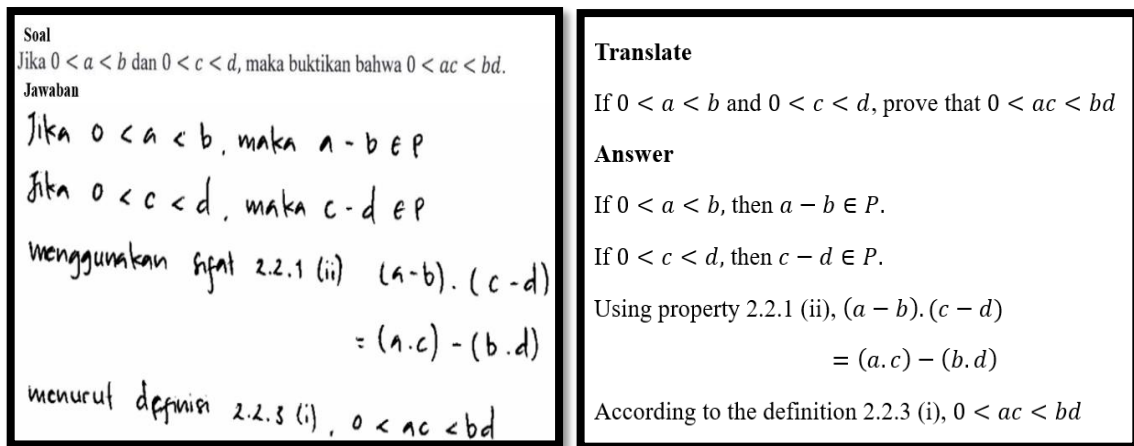 Soal
Jika 0 < a < b dan 0 < c < d, maka buktikan bahwa 0 < ac < bd.
Jawaban
Jika 0 < a < b, maka a - b ∈ P
Jika 0 < c < d, maka c - d ∈ P
menggunakan sifat 2.2.1 (ii) (a-b).(c-d)
= (a.c) - (b.d)
menurut definisi 2.2.3 (i), 0 < ac < bd
Translate
If 0 < a < b and 0 < c < d, prove that 0 < ac < bd
Answer
If 0 < a < b, then a − b ∈ P.
If 0 < c < d, then c − d ∈ P.
Using property 2.2.1 (ii), (a − b).(c − d)
= (a.c) − (b.d)
According to the definition 2.2.3 (i), 0 < ac < bd